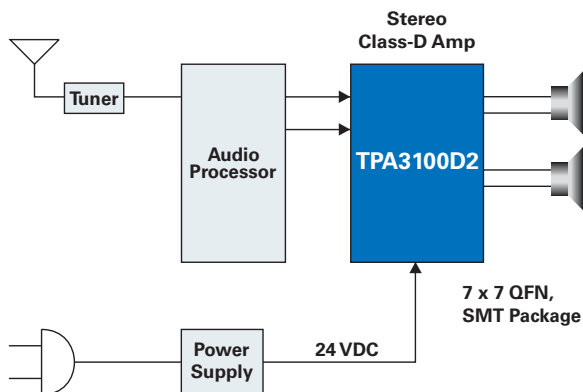 Stereo
Class-D Amp
Tuner
Audio
Processor
TPA3100D2
7 x 7 QFN,
SMT Package
Power
Supply
24 VDC